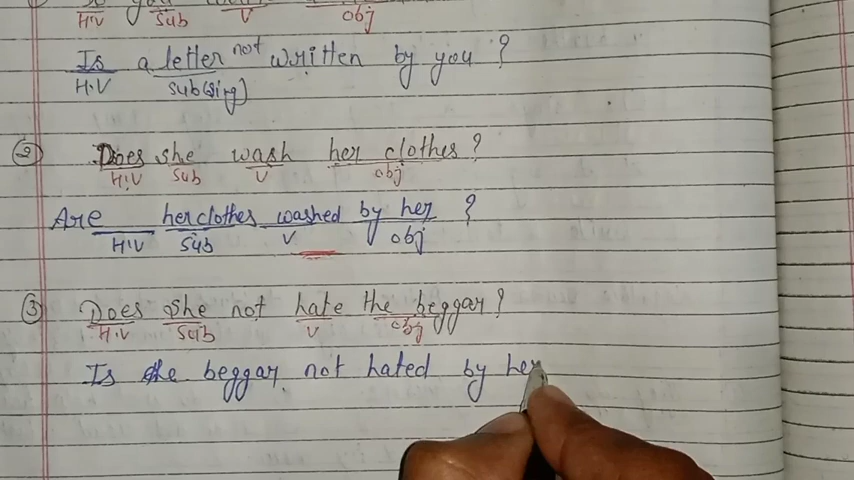 you
H.V Sub V Obj
Is a letter not written by you ?
H.V Sub(sing)
2 Does she wash her clothes ?
H.V Sub V obj
Are her clothes washed by her ?
H.V Sub V obj
3 Does she not hate the beggar ?
H.V Sub V obj
Is the beggar not hated by her